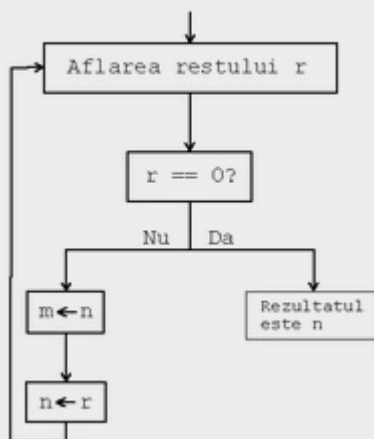 Aflarea restului r
r == 0?
Nu Da
m←n
Rezultatul
este n
n←r